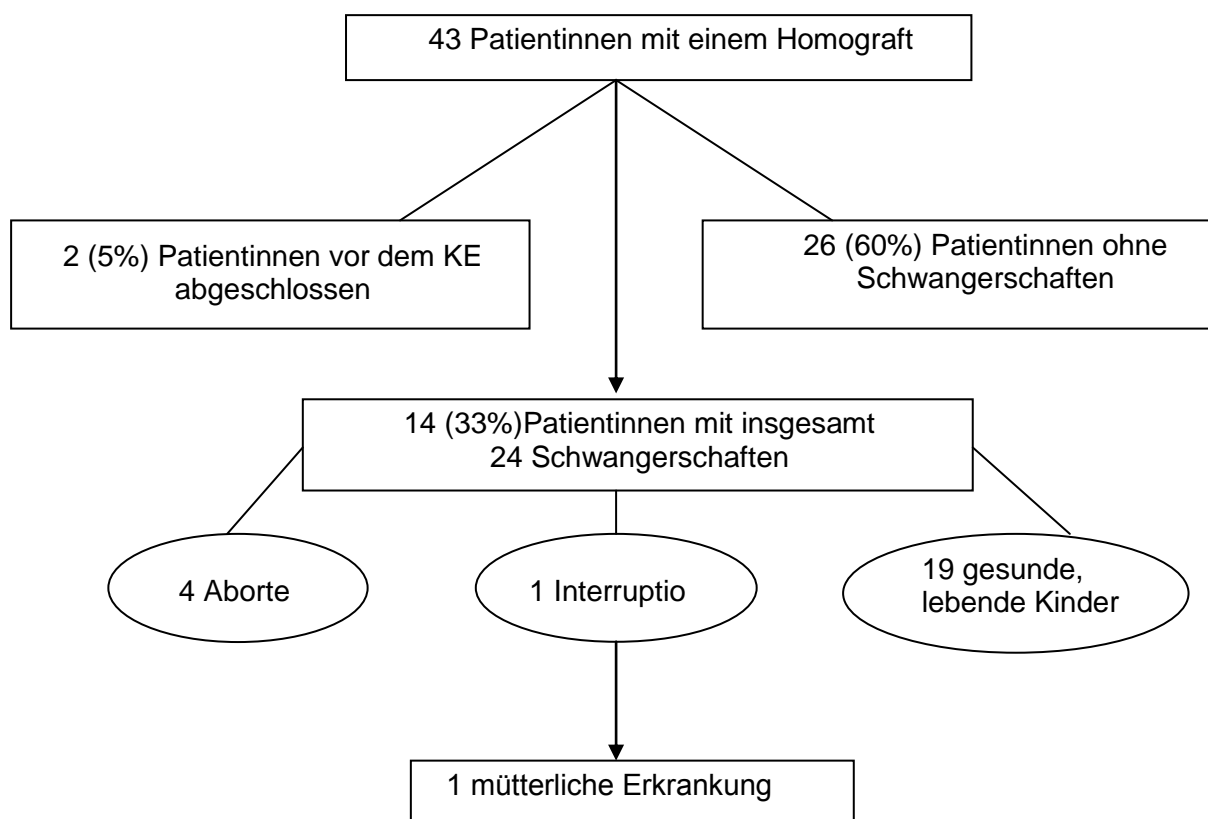 43 Patientinnen mit einem Homograft
2 (5%) Patientinnen vor dem KE
abgeschlossen
26 (60%) Patientinnen ohne
Schwangerschaften
14 (33%)Patientinnen mit insgesamt
24 Schwangerschaften
4 Aborte
1 Interruptio
19 gesunde,
lebende Kinder
1 mütterliche Erkrankung